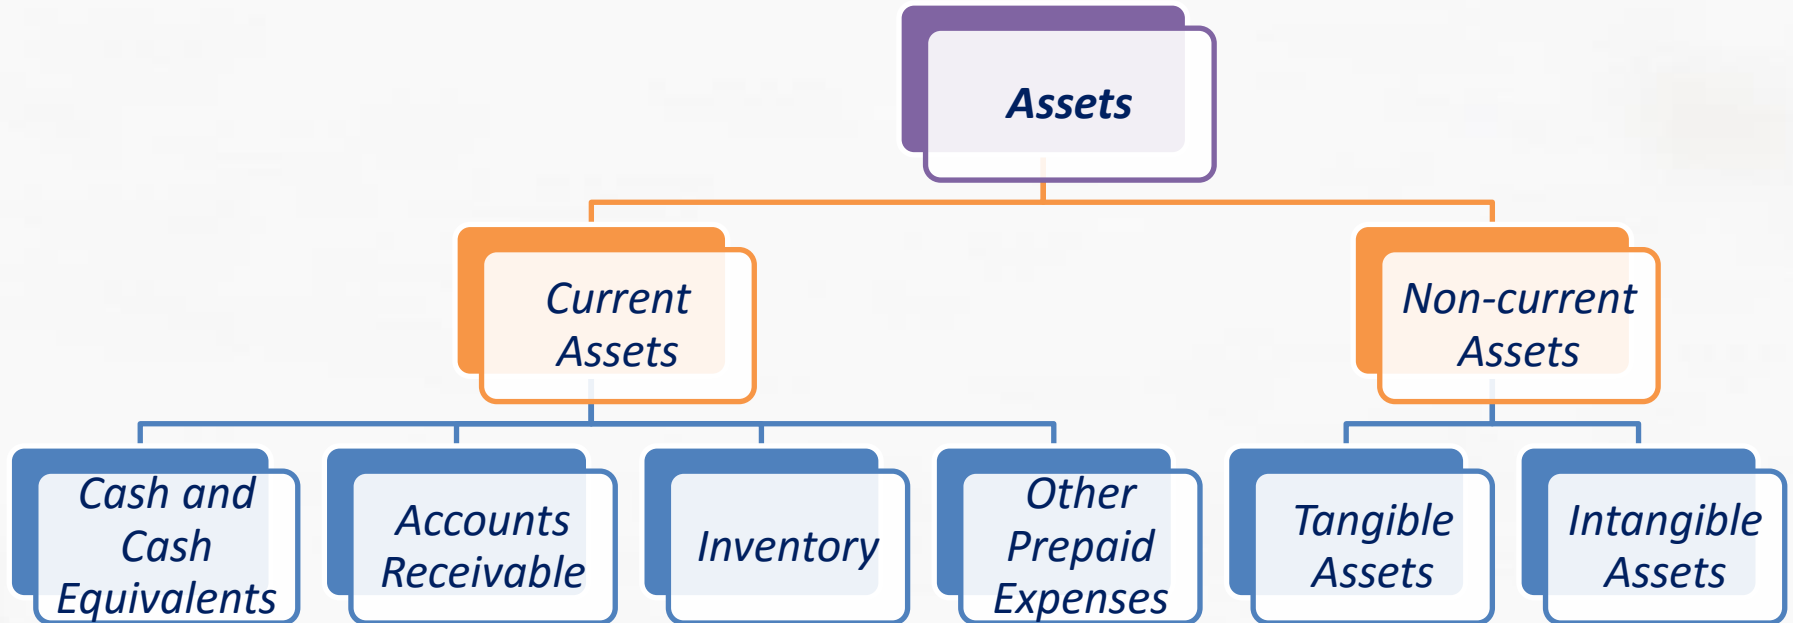 Assets
Current
Assets
Non-current
Assets
Cash and
Cash
Equivalents
Accounts
Receivable
Inventory
Other
Prepaid
Expenses
Tangible
Assets
Intangible
Assets